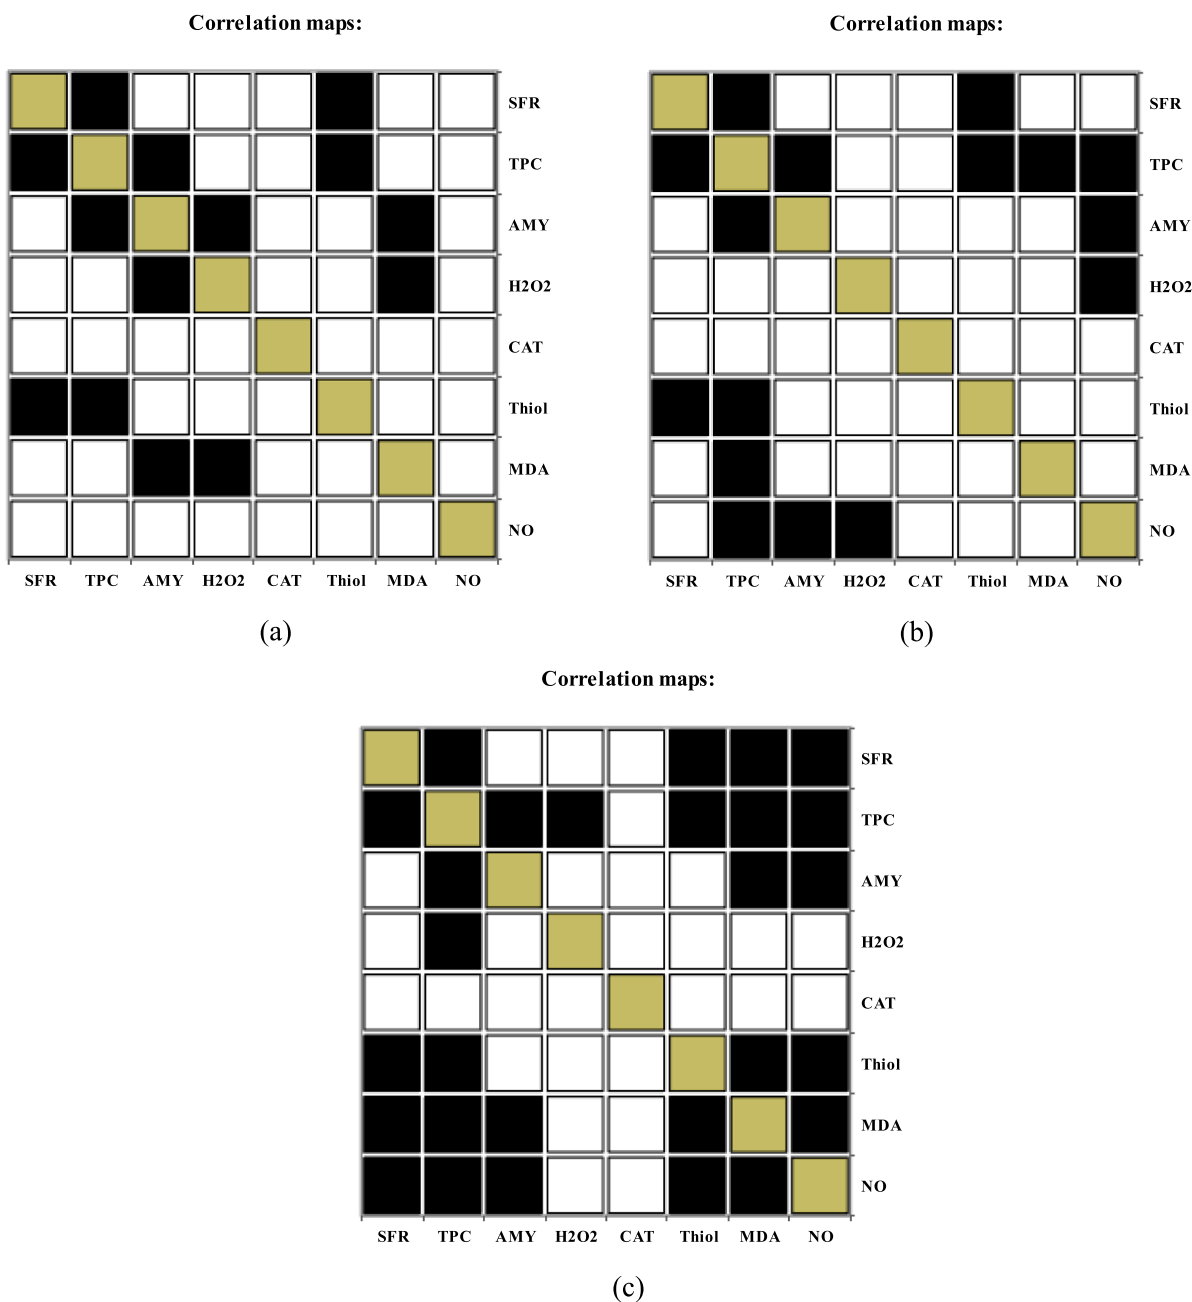 Correlation maps:
SFR
TPC
AMY
H2O2
CAT
Thiol
MDA
NO
SFR TPC AMY H2O2 CAT Thiol MDA NO
(a)
Correlation maps:
SFR
TPC
AMY
H2O2
CAT
Thiol
MDA
NO
SFR TPC AMY H2O2 CAT Thiol MDA NO
(b)
Correlation maps:
SFR
TPC
AMY
H2O2
CAT
Thiol
MDA
NO
SFR TPC AMY H2O2 CAT Thiol MDA NO
(c)